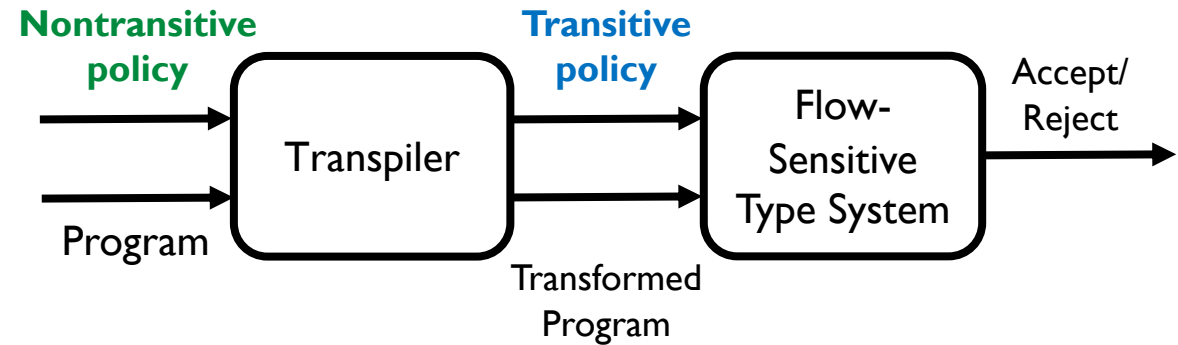 Nontransitive
policy
Program
Transpiler
Transitive
policy
Transformed
Program
Flow-
Sensitive
Type System
Accept/
Reject